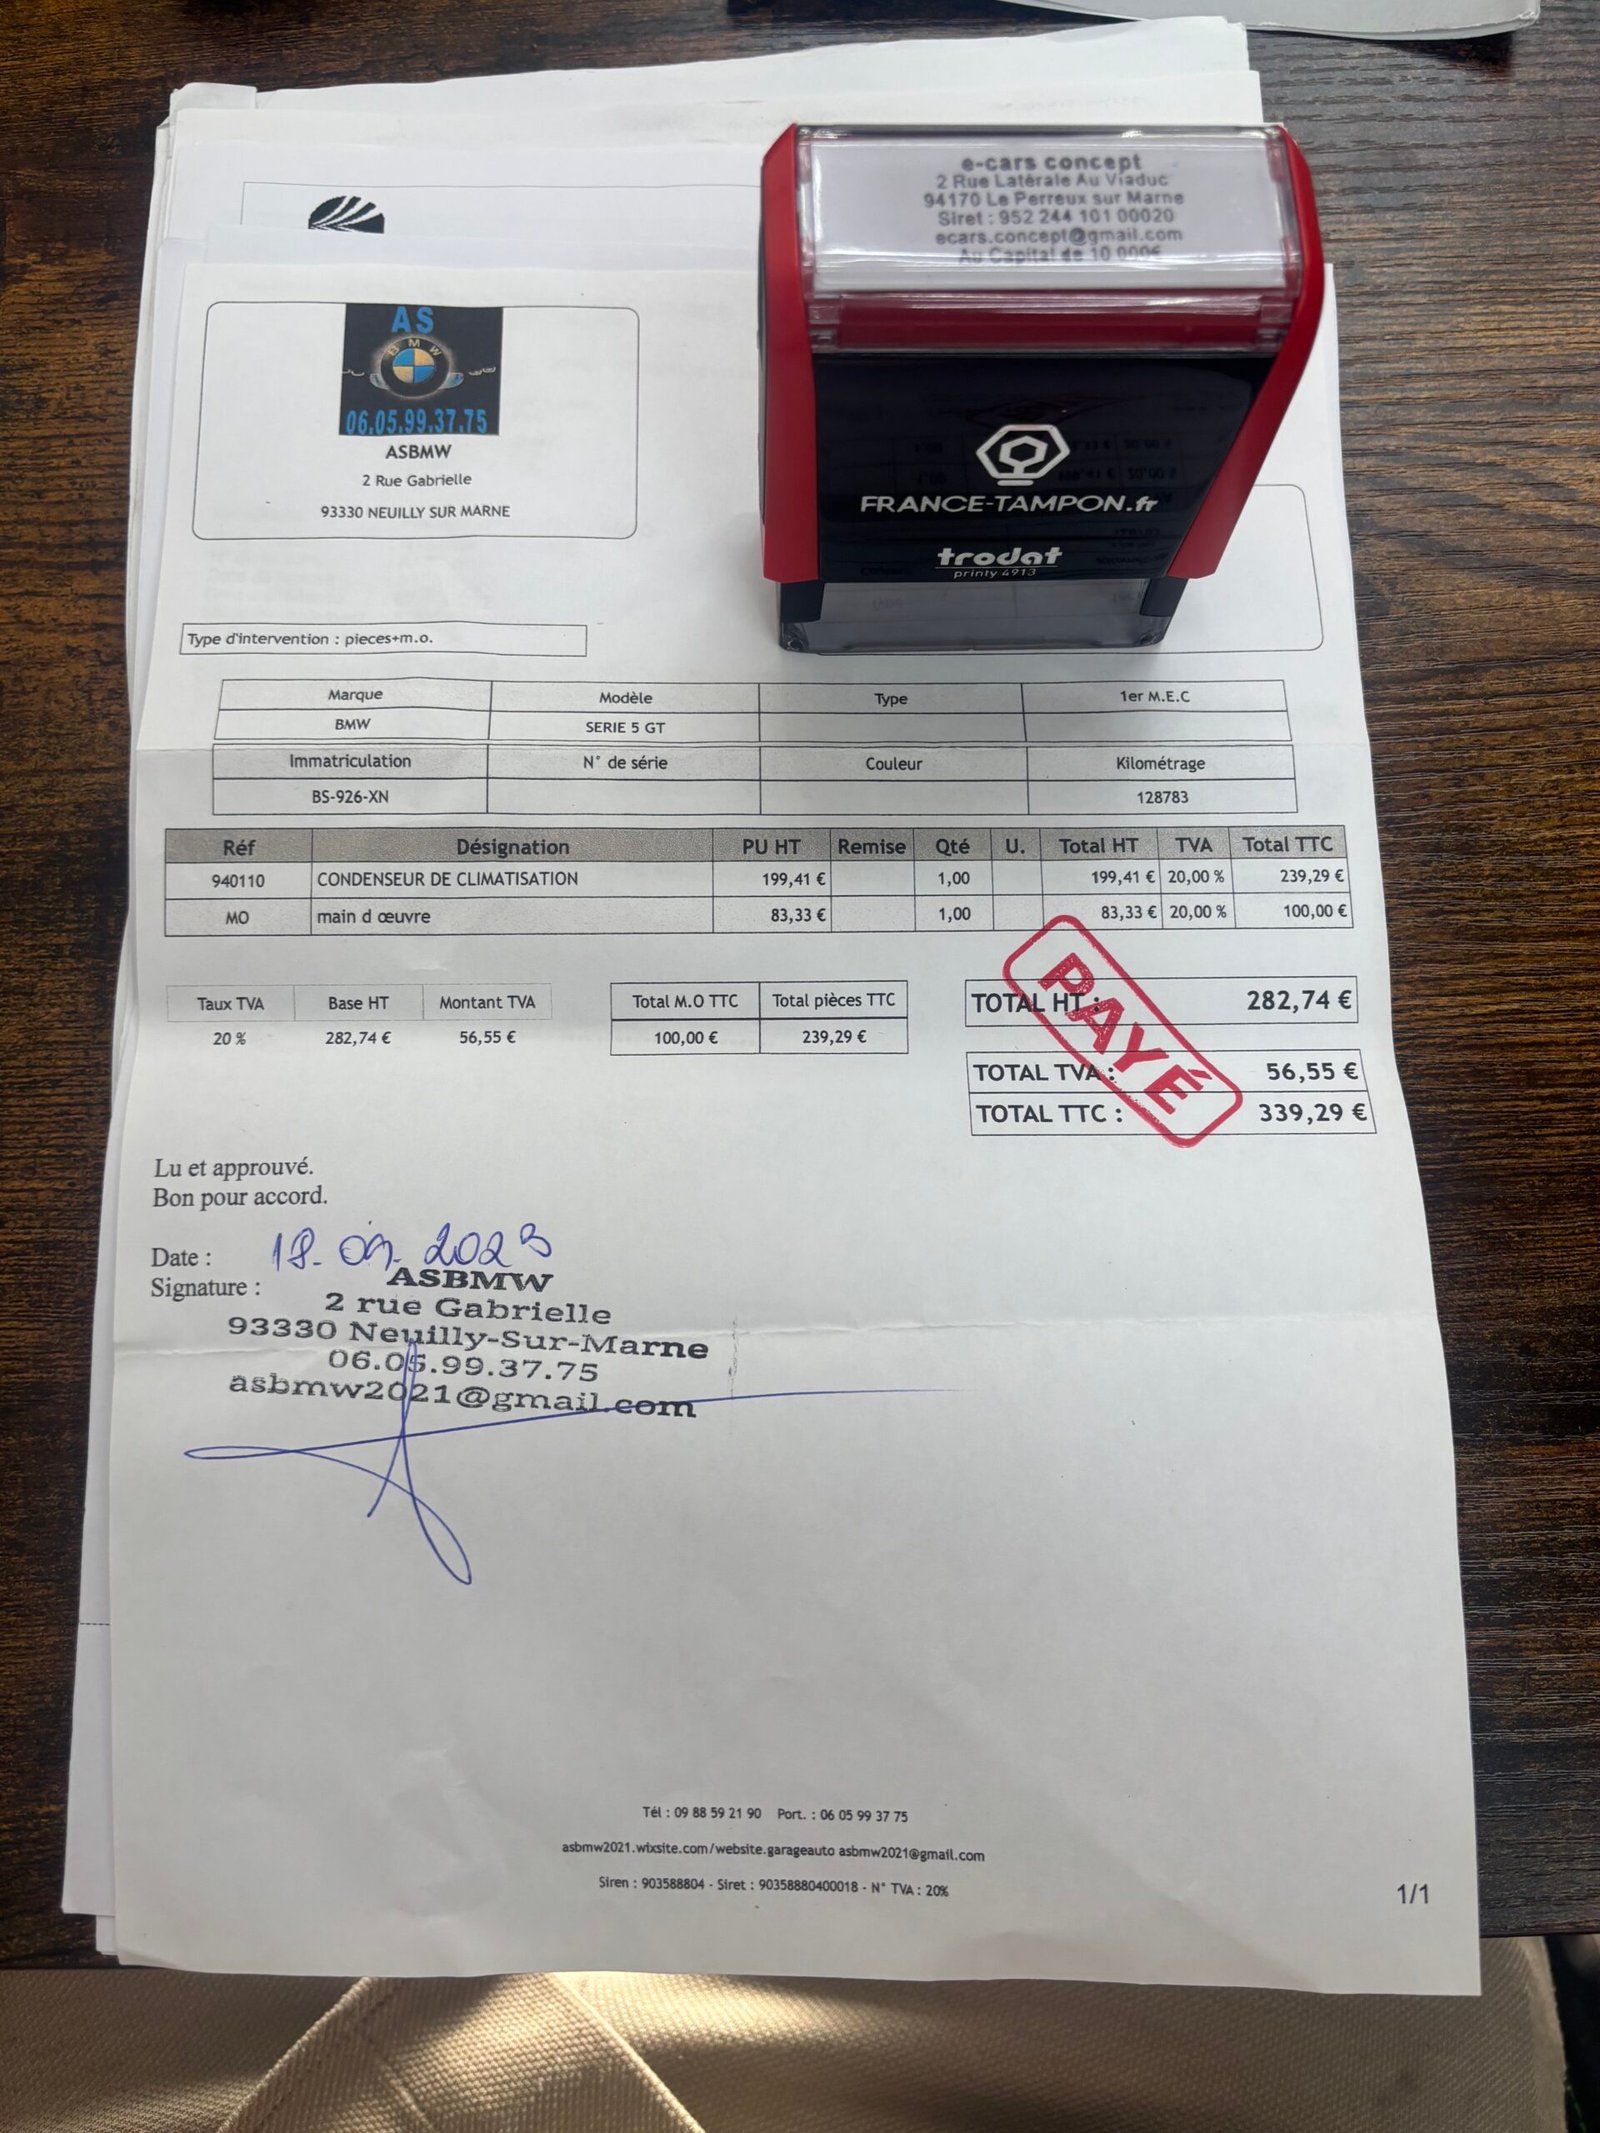 e-cars concept
2 Rue Latérale Au Viaduc
94170 Le Perreux sur Marne
Siret : 952 244 101 00020
ecars.concept@gmail.com
Au Capital de 10 000€
FRANCE-TAMPON.fr
trodat
printy 4913
AS
BMW
06.05.99.37.75
ASBMW
2 Rue Gabrielle
93330 NEUILLY SUR MARNE
Type d'intervention : pieces+m.o.
Marque Modèle Type 1er M.E.C
BMW SERIE 5 GT
Immatriculation N° de série Couleur Kilométrage
BS-926-XN 128783
Réf Désignation PU HT Remise Qté U. Total HT TVA Total TTC
940110 CONDENSEUR DE CLIMATISATION 199,41 € 1,00 199,41 € 20,00 % 239,29 €
MO main d œuvre 83,33 € 1,00 83,33 € 20,00 % 100,00 €
Taux TVA Base HT Montant TVA Total M.O TTC Total pièces TTC
20 % 282,74 € 56,55 € 100,00 € 239,29 €
TOTAL HT : 282,74 €
TOTAL TVA : 56,55 €
TOTAL TTC : 339,29 €
PAYÉ
Lu et approuvé.
Bon pour accord.
Date : 18.09.2023
Signature :
ASBMW
2 rue Gabrielle
93330 Neuilly-Sur-Marne
06.05.99.37.75
asbmw2021@gmail.com
Tél : 09 88 59 21 90 Port. : 06 05 99 37 75
asbmw2021.wixsite.com/website.garageauto asbmw2021@gmail.com
Siren : 903588804 - Siret : 90358880400018 - N° TVA : 20%
1/1